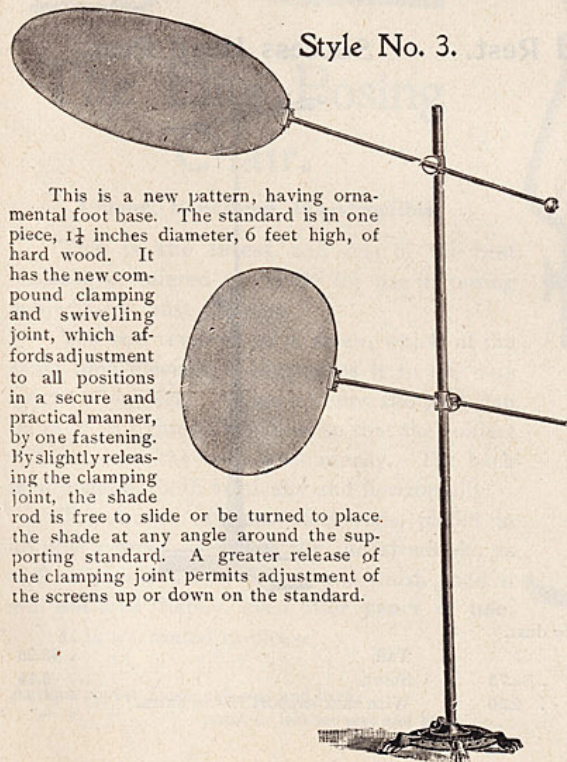 Style No. 3.
This is a new pattern, having orna-
mental foot base. The standard is in one
piece, 1¼ inches diameter, 6 feet high, of
hard wood. It
has the new com-
pound clamping
and swivelling
joint, which af-
fords adjustment
to all positions
in a secure and
practical manner,
by one fastening.
By slightly releas-
ing the clamping
joint, the shade
rod is free to slide or be turned to place.
the shade at any angle around the sup-
porting standard. A greater release of
the clamping joint permits adjustment of
the screens up or down on the standard.